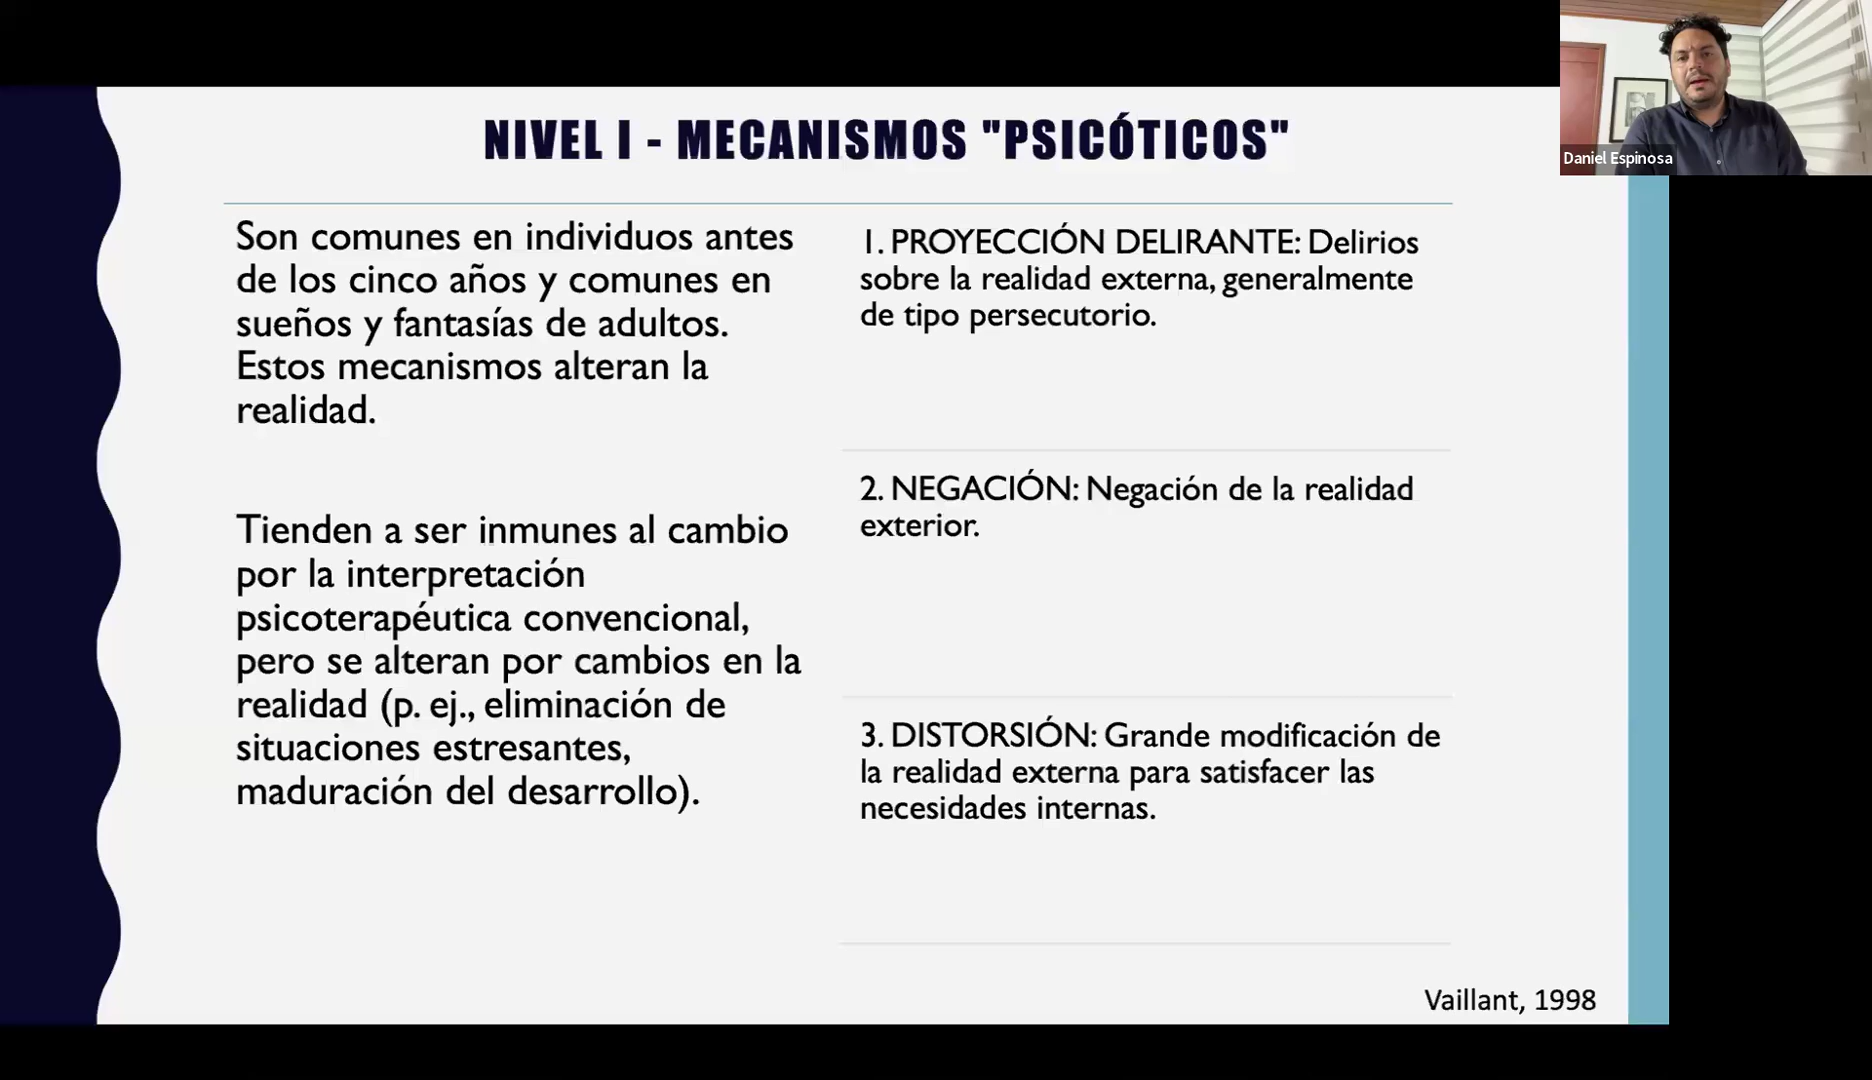 NIVEL I - MECANISMOS "PSICÓTICOS"
Son comunes en individuos antes
de los cinco años y comunes en
sueños y fantasías de adultos.
Estos mecanismos alteran la
realidad.
Tienden a ser inmunes al cambio
por la interpretación
psicoterapéutica convencional,
pero se alteran por cambios en la
realidad (p. ej., eliminación de
situaciones estresantes,
maduración del desarrollo).
1. PROYECCIÓN DELIRANTE: Delirios
sobre la realidad externa, generalmente
de tipo persecutorio.
2. NEGACIÓN: Negación de la realidad
exterior.
3. DISTORSIÓN: Grande modificación de
la realidad externa para satisfacer las
necesidades internas.
Vaillant, 1998
Daniel Espinosa